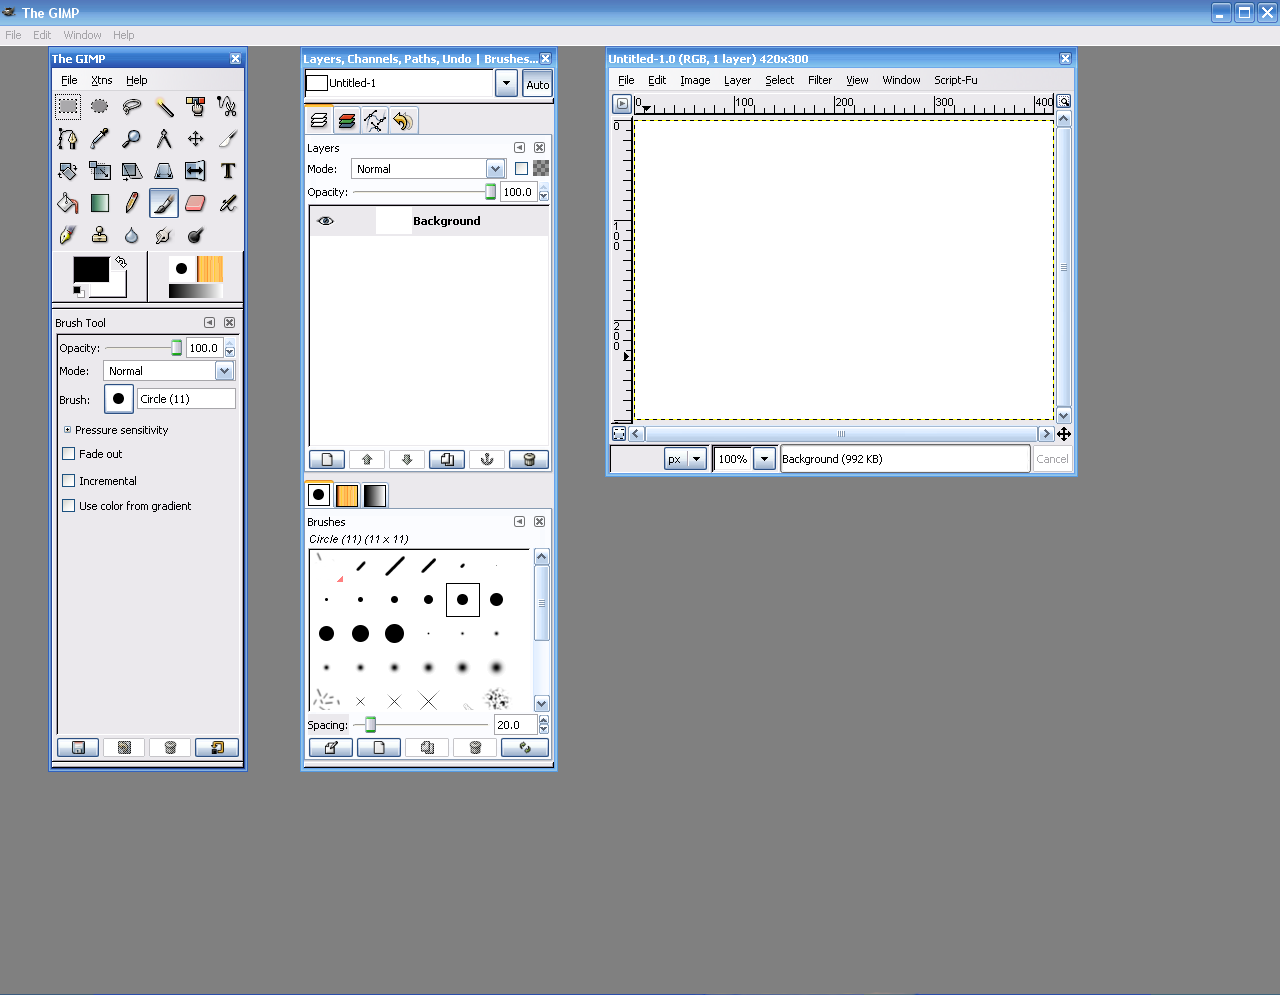 The GIMP
File Edit Window Help
The GIMP
File Xtns Help
Brush Tool
Opacity: 100.0
Mode: Normal
Brush: Circle (11)
Pressure sensitivity
Fade out
Incremental
Use color from gradient
Layers, Channels, Paths, Undo | Brushes...
Untitled-1 Auto
Layers
Mode: Normal
Opacity: 100.0
Background
Brushes
Circle (11) (11 x 11)
Spacing: 20.0
Untitled-1.0 (RGB, 1 layer) 420x300
File Edit Image Layer Select Filter View Window Script-Fu
0 100 200 300 400
0
100
200
px 100% Background (992 KB) Cancel